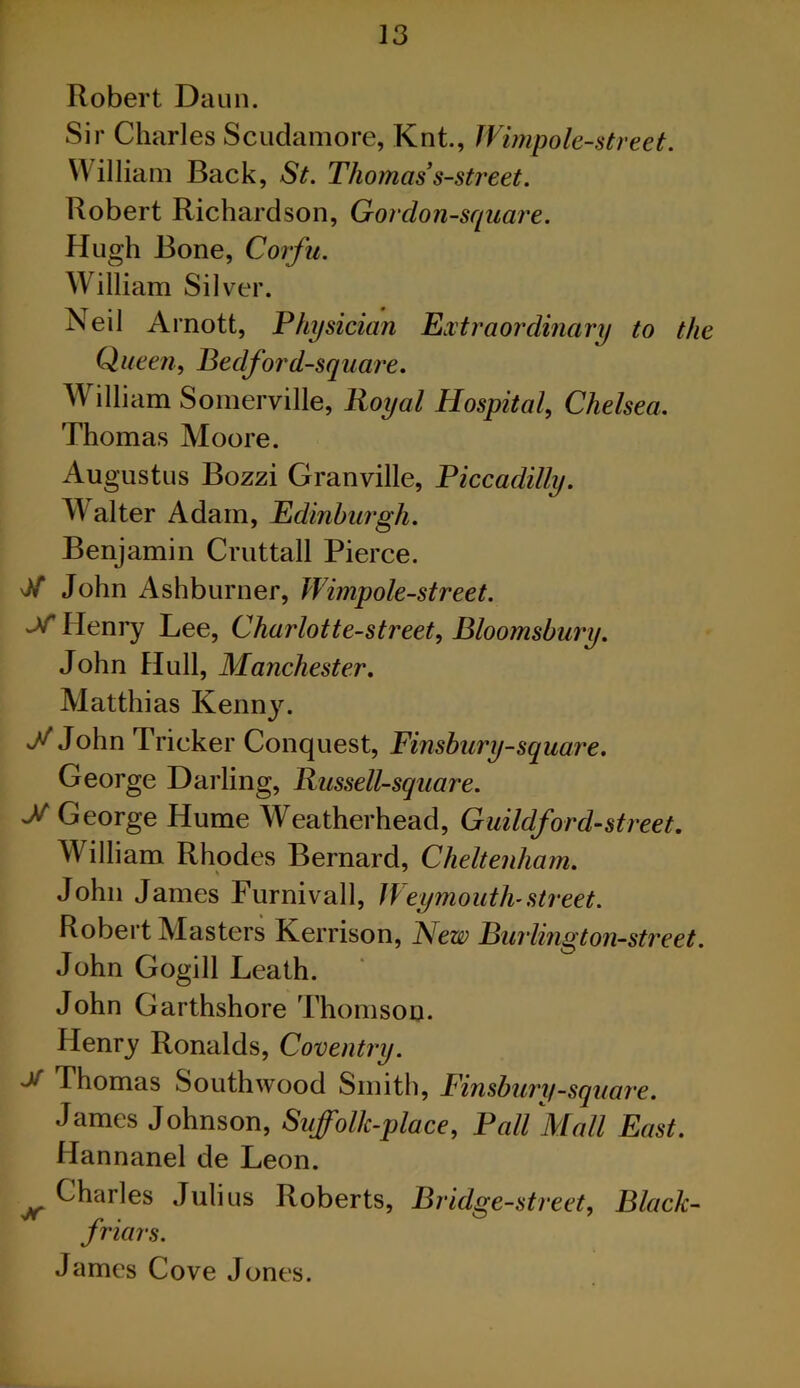 13
Robert Daun.
Sir Charles Scudamore, Knt., Wimpole-street.
William Back, St. Thomas's-street.
Robert Richardson, Gordon-square.
Hugh Bone, Corfu.
William Silver.
Neil Arnott, Physician Extraordinary to the
Queen, Bedford-square.
William Somerville, Royal Hospital, Chelsea.
Thomas Moore.
Augustus Bozzi Granville, Piccadilly.
Walter Adam, Edinburgh.
Benjamin Cruttall Pierce.
N John Ashburner, Wimpole-street.
N Henry Lee, Charlotte-street, Bloomsbury.
John Hull, Manchester.
Matthias Kenny.
N John Tricker Conquest, Finsbury-square.
George Darling, Russell-square.
N George Hume Weatherhead, Guildford-street.
William Rhodes Bernard, Cheltenham.
John James Furnivall, Weymouth-street.
Robert Masters Kerrison, New Burlington-street.
John Gogill Leath.
John Garthshore Thomson.
Henry Ronalds, Coventry.
N Thomas Southwood Smith, Finsbury-square.
James Johnson, Suffolk-place, Pall Mall East.
Hannanel de Leon.
N Charles Julius Roberts, Bridge-street, Black-
friars.
James Cove Jones.